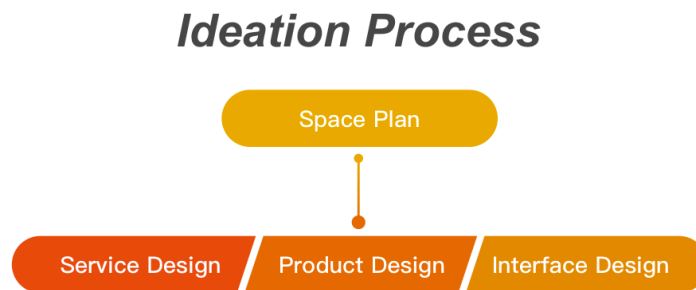 Ideation Process
Space Plan
Service Design Product Design Interface Design